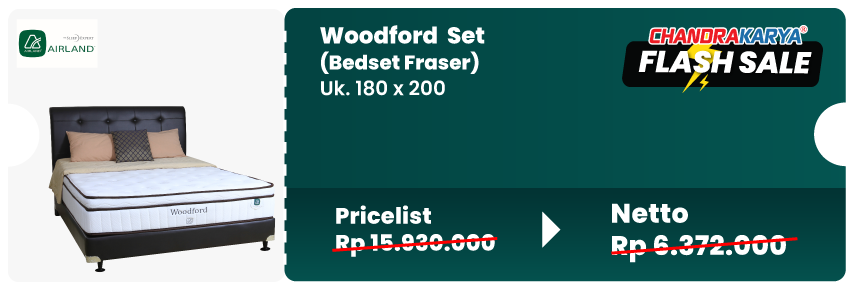 AIRLAND
Woodford Set
(Bedset Fraser)
Uk. 180 x 200
CHANDRAKARYA®
FLASH SALE
Woodford
Pricelist
Rp 15.930.000
Netto
Rp 6.372.000